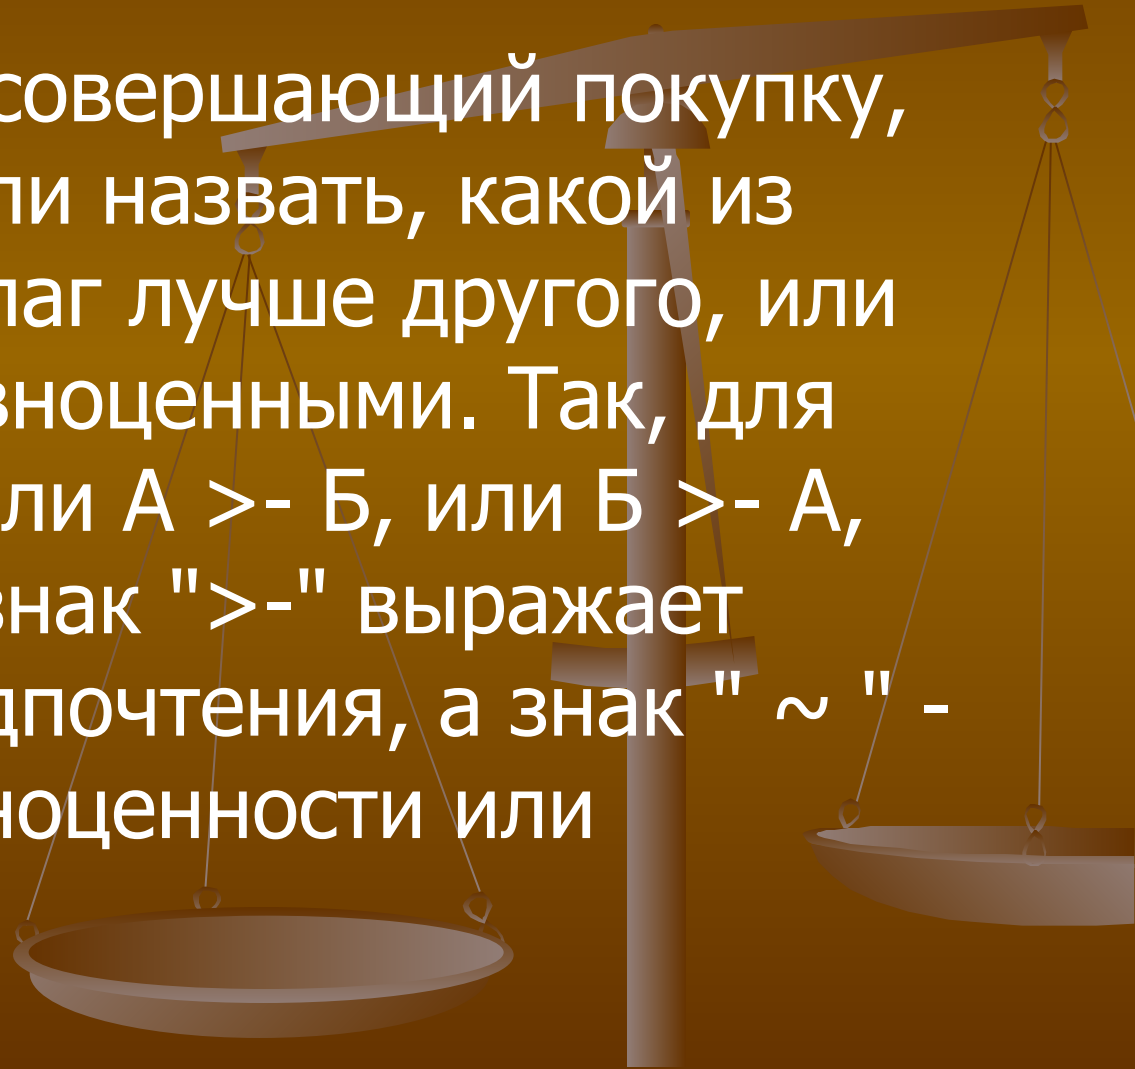 совершающий покупку,
ли назвать, какой из
лаг лучше другого, или
вноценными. Так, для
ли А >- Б, или Б >- А,
знак ">-" выражает
дпочтения, а знак " ~ " -
ноценности или